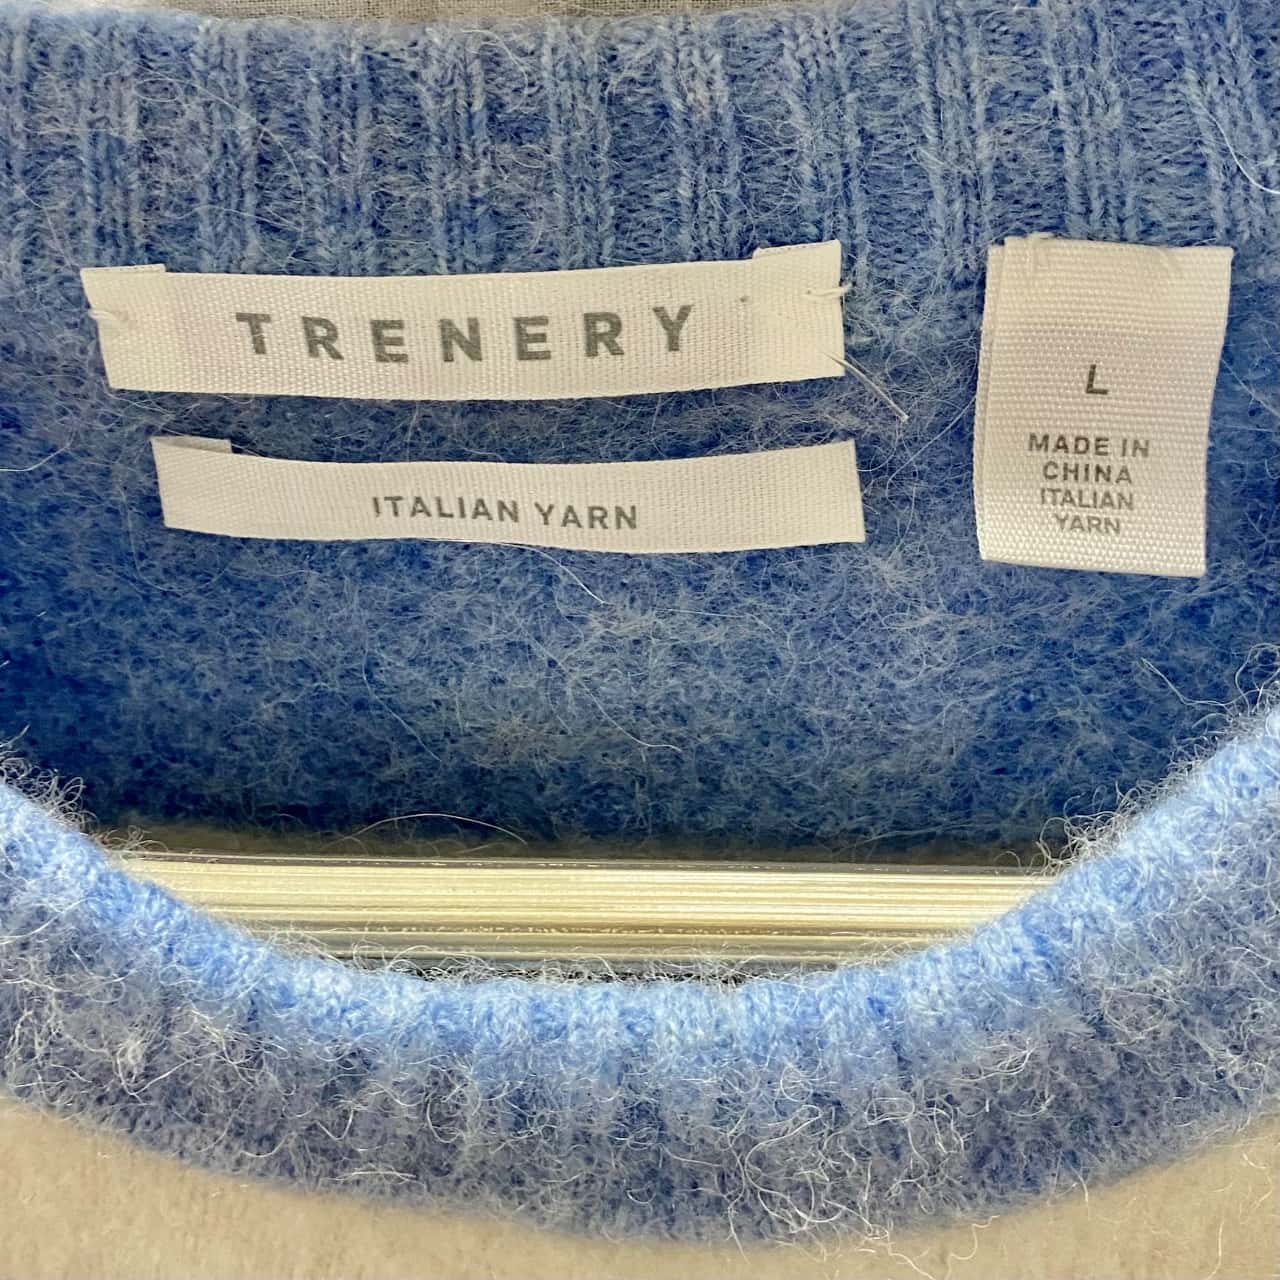 TRENERY
ITALIAN YARN
L
MADE IN
CHINA
ITALIAN
YARN